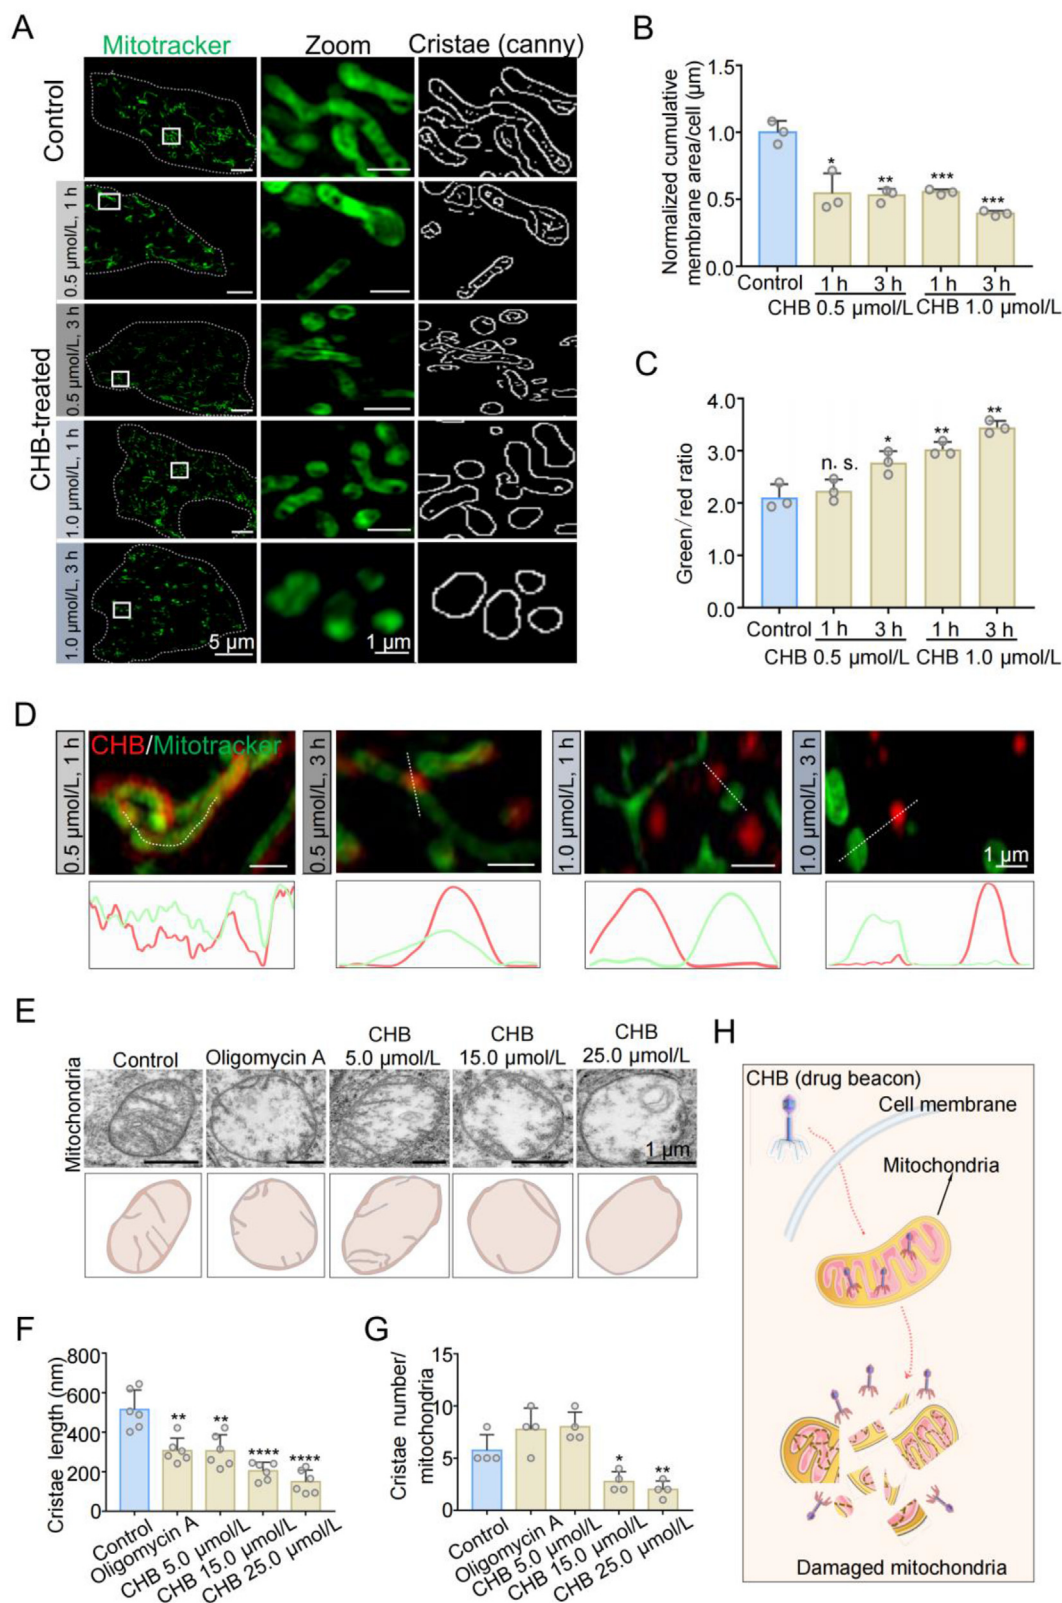 A
Mitotracker
Zoom
Cristae (canny)
Control
CHB-treated
0.5 μmol/L, 1 h
0.5 μmol/L, 3 h
1.0 μmol/L, 1 h
1.0 μmol/L, 3 h
5 μm
1 μm
B
Normalized cumulative
membrane area/cell (μm)
1.5
1.0
0.5
0.0
*
**
***
***
Control
1 h
3 h
1 h
3 h
CHB 0.5 μmol/L
CHB 1.0 μmol/L
C
Green/red ratio
4.0
3.0
2.0
1.0
0.0
n. s.
*
**
**
Control
1 h
3 h
1 h
3 h
CHB 0.5 μmol/L
CHB 1.0 μmol/L
D
0.5 μmol/L, 1 h
CHB/Mitotracker
0.5 μmol/L, 3 h
1.0 μmol/L, 1 h
1.0 μmol/L, 3 h
1 μm
E
Mitochondria
Control
Oligomycin A
CHB
5.0 μmol/L
CHB
15.0 μmol/L
CHB
25.0 μmol/L
1 μm
F
Cristae length (nm)
800
600
400
200
0
**
**
****
****
Control
Oligomycin A
CHB 5.0 μmol/L
CHB 15.0 μmol/L
CHB 25.0 μmol/L
G
Cristae number/
mitochondria
15
10
5
0
*
**
Control
Oligomycin A
CHB 5.0 μmol/L
CHB 15.0 μmol/L
CHB 25.0 μmol/L
H
CHB (drug beacon)
Cell membrane
Mitochondria
Damaged mitochondria